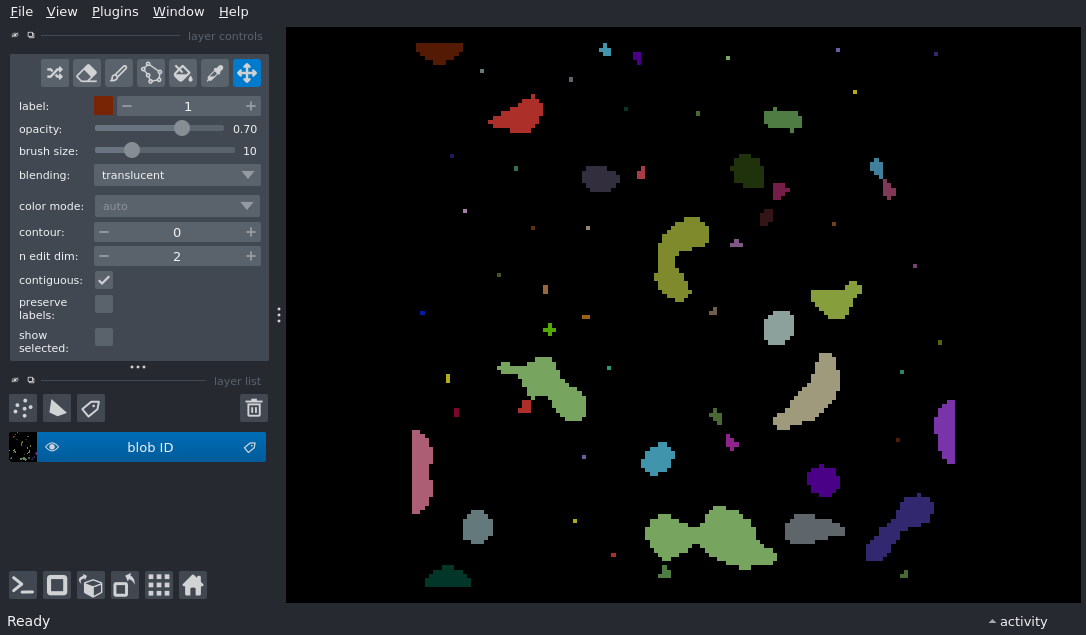 File View Plugins Window Help
layer controls
label: 1
opacity: 0.70
brush size: 10
blending: translucent
color mode: auto
contour: 0
n edit dim: 2
contiguous:
preserve
labels:
show
selected:
layer list
blob ID
Ready
activity